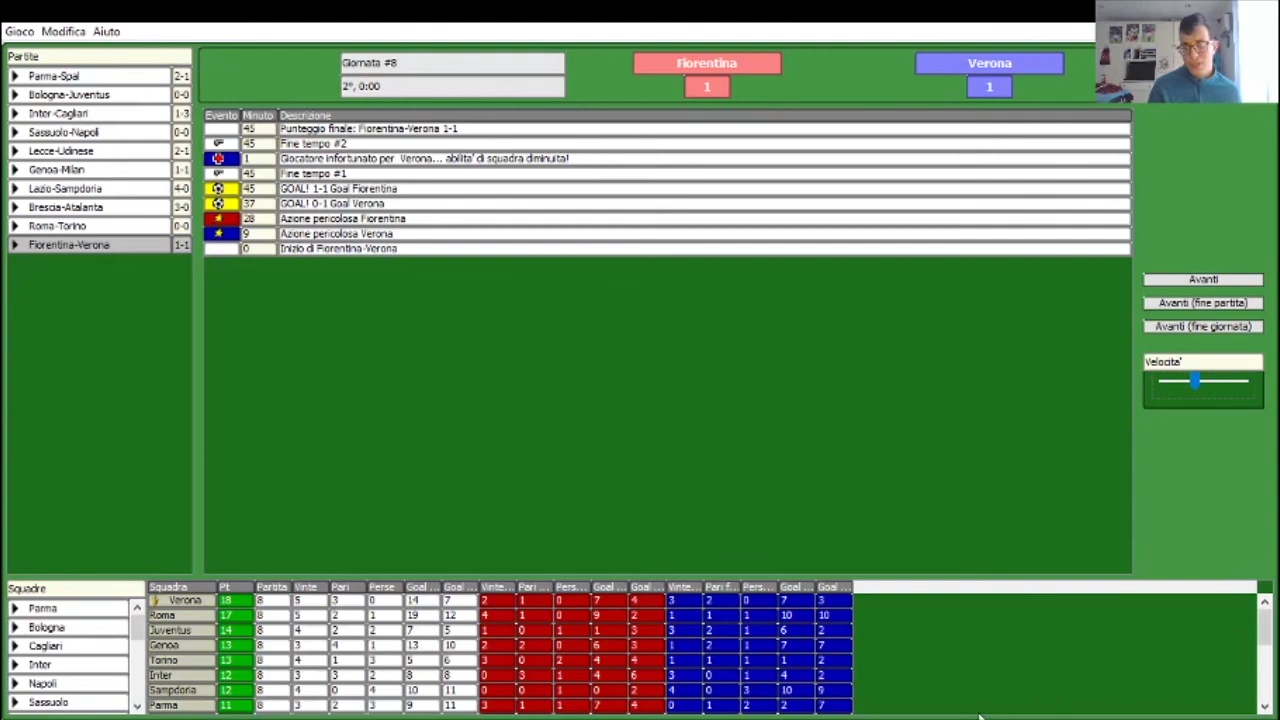 Gioco Modifica Aiuto
Partite
Parma-Spal 2-1
Bologna-Juventus 0-0
Inter-Cagliari 1-3
Sassuolo-Napoli 0-0
Lecce-Udinese 2-1
Genoa-Milan 1-1
Lazio-Sampdoria 4-0
Brescia-Atalanta 3-0
Roma-Torino 0-0
Fiorentina-Verona 1-1
Giornata #8
2°, 0:00
Fiorentina
1
Verona
1
Evento Minuto Descrizione
45 Punteggio finale: Fiorentina-Verona 1-1
45 Fine tempo #2
1 Giocatore infortunato per Verona... abilita' di squadra diminuita!
45 Fine tempo #1
45 GOAL! 1-1 Goal Fiorentina
37 GOAL! 0-1 Goal Verona
28 Azione pericolosa Fiorentina
9 Azione pericolosa Verona
0 Inizio di Fiorentina-Verona
Avanti
Avanti (fine partita)
Avanti (fine giornata)
Velocita'
Squadre
Parma
Bologna
Cagliari
Inter
Napoli
Sassuolo
Squadra Pt Partita Vinte Pari Perse Goal ... Goal ... Vinte... Pari ... Pers... Goal ... Goal ... Vinte... Pari f... Pers... Goal ... Goal ...
Verona 18 8 5 3 0 14 7 2 1 0 7 4 3 2 0 7 3
Roma 17 8 5 2 1 19 12 4 1 0 9 2 1 1 1 10 10
Juventus 14 8 4 2 2 7 5 1 0 1 1 3 3 2 1 6 2
Genoa 13 8 3 4 1 13 10 2 2 0 6 3 1 2 1 7 7
Torino 13 8 4 1 3 5 6 3 0 2 4 4 1 1 1 1 2
Inter 12 8 3 3 2 8 8 0 3 1 4 6 3 0 1 4 2
Sampdoria 12 8 4 0 4 10 11 0 0 1 0 2 4 0 3 10 9
Parma 11 8 3 2 3 9 11 3 1 1 7 4 0 1 2 2 7